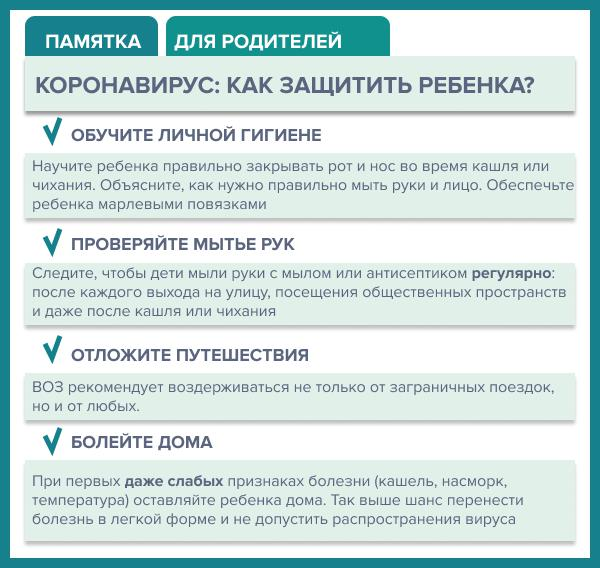 ПАМЯТКА ДЛЯ РОДИТЕЛЕЙ
КОРОНАВИРУС: КАК ЗАЩИТИТЬ РЕБЕНКА?
ОБУЧИТЕ ЛИЧНОЙ ГИГИЕНЕ
Научите ребенка правильно закрывать рот и нос во время кашля или
чихания. Объясните, как нужно правильно мыть руки и лицо. Обеспечьте
ребенка марлевыми повязками
ПРОВЕРЯЙТЕ МЫТЬЕ РУК
Следите, чтобы дети мыли руки с мылом или антисептиком регулярно:
после каждого выхода на улицу, посещения общественных пространств
и даже после кашля или чихания
ОТЛОЖИТЕ ПУТЕШЕСТВИЯ
ВОЗ рекомендует воздерживаться не только от заграничных поездок,
но и от любых.
БОЛЕЙТЕ ДОМА
При первых даже слабых признаках болезни (кашель, насморк,
температура) оставляйте ребенка дома. Так выше шанс перенести
болезнь в легкой форме и не допустить распространения вируса